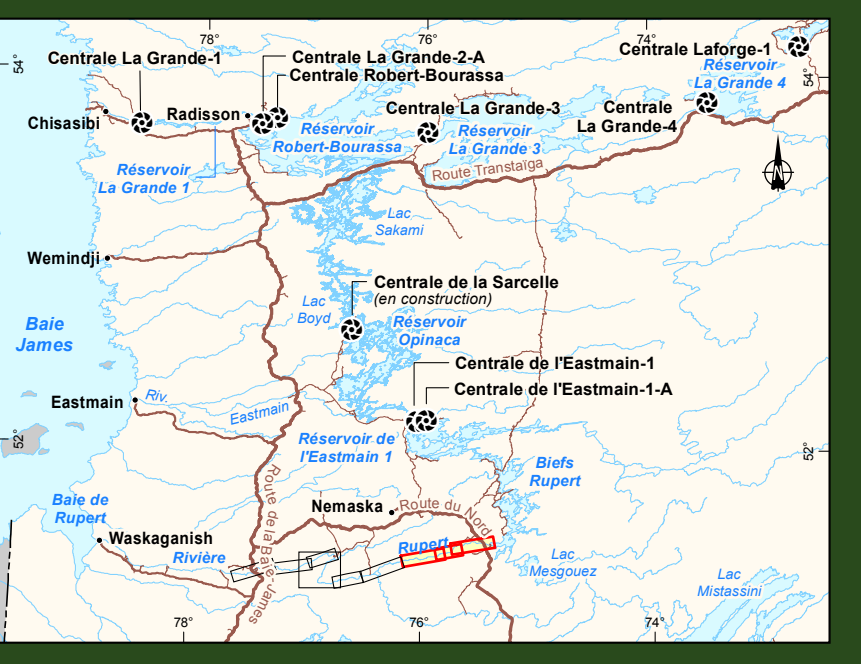 78°
76°
74°
54°
54°
Centrale La Grande-1
Centrale La Grande-2-A
Centrale Robert-Bourassa
Centrale Laforge-1
Réservoir
La Grande 4
Chisasibi
Radisson
Centrale La Grande-3
Centrale
La Grande-4
Réservoir
Robert-Bourassa
Réservoir
La Grande 3
Réservoir
La Grande 1
Route Transtaïga
N
Lac
Sakami
Wemindji
Centrale de la Sarcelle
(en construction)
Lac
Boyd
Réservoir
Opinaca
Baie
James
Centrale de l'Eastmain-1
Centrale de l'Eastmain-1-A
Eastmain
Riv.
Eastmain
52°
52°
Réservoir de
l'Eastmain 1
Biefs
Rupert
Baie de
Rupert
Nemaska
Route du Nord
Route de la Baie-James
Waskaganish
Rivière
Rupert
Lac
Mesgouez
Lac
Mistassini
78°
76°
74°